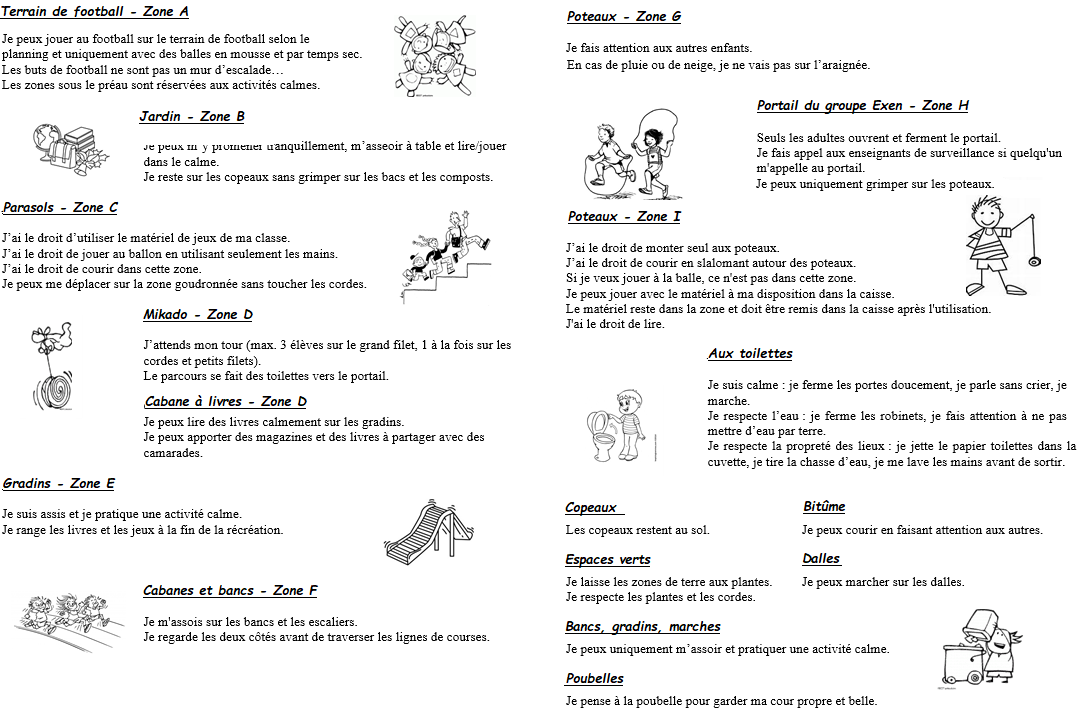 Terrain de football - Zone A
Je peux jouer au football sur le terrain de football selon le
planning et uniquement avec des balles en mousse et par temps sec.
Les buts de football ne sont pas un mur d’escalade…
Les zones sous le préau sont réservées aux activités calmes.
Jardin - Zone B
Je peux m’y promener tranquillement, m’asseoir à table et lire/jouer
dans le calme.
Je reste sur les copeaux sans grimper sur les bacs et les composts.
Parasols - Zone C
J’ai le droit d’utiliser le matériel de jeux de ma classe.
J’ai le droit de jouer au ballon en utilisant seulement les mains.
J’ai le droit de courir dans cette zone.
Je peux me déplacer sur la zone goudronnée sans toucher les cordes.
Mikado - Zone D
J’attends mon tour (max. 3 élèves sur le grand filet, 1 à la fois sur les
cordes et petits filets).
Le parcours se fait des toilettes vers le portail.
Cabane à livres - Zone D
Je peux lire des livres calmement sur les gradins.
Je peux apporter des magazines et des livres à partager avec des
camarades.
Gradins - Zone E
Je suis assis et je pratique une activité calme.
Je range les livres et les jeux à la fin de la récréation.
Cabanes et bancs - Zone F
Je m'assois sur les bancs et les escaliers.
Je regarde les deux côtés avant de traverser les lignes de courses.
Poteaux - Zone G
Je fais attention aux autres enfants.
En cas de pluie ou de neige, je ne vais pas sur l’araignée.
Portail du groupe Exen - Zone H
Seuls les adultes ouvrent et ferment le portail.
Je fais appel aux enseignants de surveillance si quelqu'un
m'appelle au portail.
Je peux uniquement grimper sur les poteaux.
Poteaux - Zone I
J’ai le droit de monter seul aux poteaux.
J’ai le droit de courir en slalomant autour des poteaux.
Si je veux jouer à la balle, ce n'est pas dans cette zone.
Je peux jouer avec le matériel à ma disposition dans la caisse.
Le matériel reste dans la zone et doit être remis dans la caisse après l'utilisation.
J'ai le droit de lire.
Aux toilettes
Je suis calme : je ferme les portes doucement, je parle sans crier, je
marche.
Je respecte l’eau : je ferme les robinets, je fais attention à ne pas
mettre d’eau par terre.
Je respecte la propreté des lieux : je jette le papier toilettes dans la
cuvette, je tire la chasse d’eau, je me lave les mains avant de sortir.
Copeaux
Les copeaux restent au sol.
Bitûme
Je peux courir en faisant attention aux autres.
Espaces verts
Je laisse les zones de terre aux plantes.
Je respecte les plantes et les cordes.
Dalles
Je peux marcher sur les dalles.
Bancs, gradins, marches
Je peux uniquement m’assoir et pratiquer une activité calme.
Poubelles
Je pense à la poubelle pour garder ma cour propre et belle.